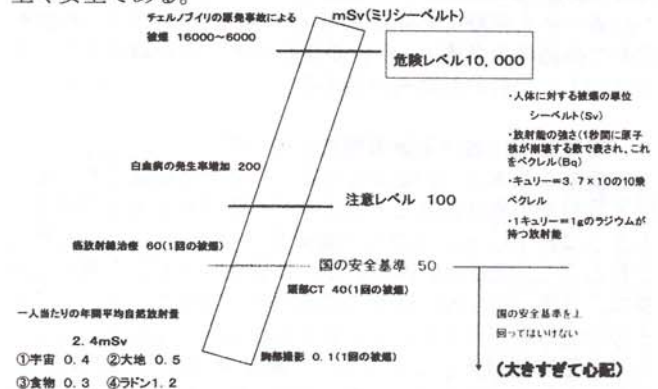 全く安全である。
チェルノブイリの原発事故による
被爆 16000～6000
mSv(ミリシーベルト)
危険レベル10,000
・人体に対する被爆の単位
シーベルト(Sv)
・放射能の強さ(1秒間に原子
核が崩壊する数で表され、これ
をベクレル(Bq)
・キュリー=3.7×10の10乗
ベクレル
・1キュリー=1gのラジウムが
持つ放射能
白血病の発生率増加 200
注意レベル 100
癌放射線治療 60(1回の被爆)
国の安全基準 50
頭部CT 40(1回の被爆)
一人当たりの年間平均自然放射量
2.4mSv
①宇宙 0.4 ②大地 0.5
③食物 0.3 ④ラドン1.2
胸部撮影 0.1(1回の被爆)
国の安全基準を上
回ってはいけない
(大きすぎて心配)